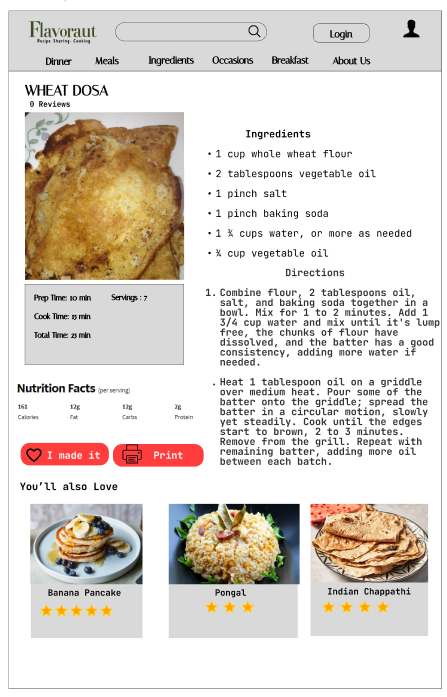 Flavoraut
Recipe Sharing. Cooking
Login
Dinner
Meals
Ingredients
Occasions
Breakfast
About Us
WHEAT DOSA
0 Reviews
Ingredients
• 1 cup whole wheat flour
• 2 tablespoons vegetable oil
• 1 pinch salt
• 1 pinch baking soda
• 1 ¾ cups water, or more as needed
• ¾ cup vegetable oil
Prep Time: 10 min
Servings : 7
Cook Time: 15 min
Total Time: 25 min
Directions
1. Combine flour, 2 tablespoons oil,
salt, and baking soda together in a
bowl. Mix for 1 to 2 minutes. Add 1
3/4 cup water and mix until it's lump
free, the chunks of flour have
dissolved, and the batter has a good
consistency, adding more water if
needed.
. Heat 1 tablespoon oil on a griddle
over medium heat. Pour some of the
batter onto the griddle; spread the
batter in a circular motion, slowly
yet steadily. Cook until the edges
start to brown, 2 to 3 minutes.
Remove from the grill. Repeat with
remaining batter, adding more oil
between each batch.
Nutrition Facts (per serving)
161
12g
12g
2g
Calories
Fat
Carbs
Protein
I made it
Print
You’ll also Love
Banana Pancake
Pongal
Indian Chappathi